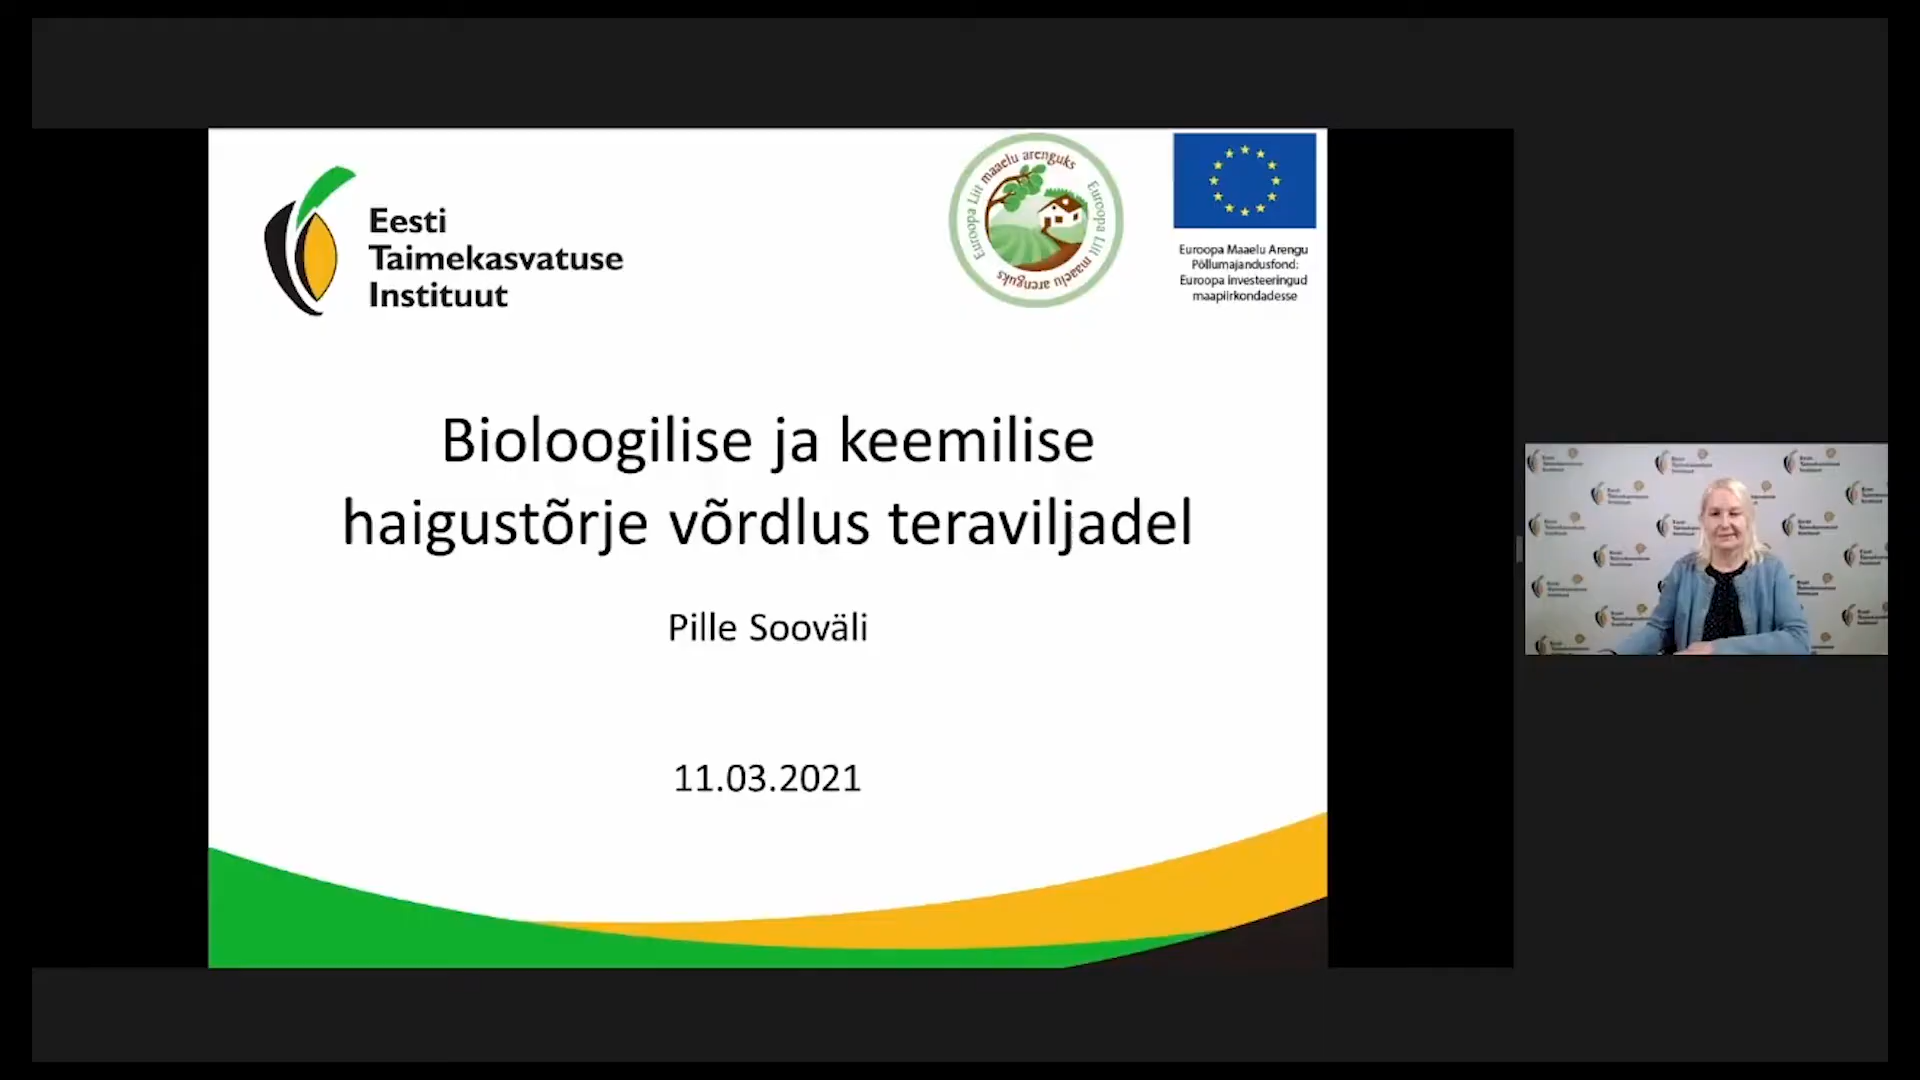 Eesti
Taimekasvatuse
Instituut
Euroopa Liit maaelu arenguks
Euroopa Liit maaelu arenguks
Euroopa Maaelu Arengu
Põllumajandusfond:
Euroopa investeeringud
maapiirkondadesse
Bioloogilise ja keemilise
haigustõrje võrdlus teraviljadel
Pille Sooväli
11.03.2021